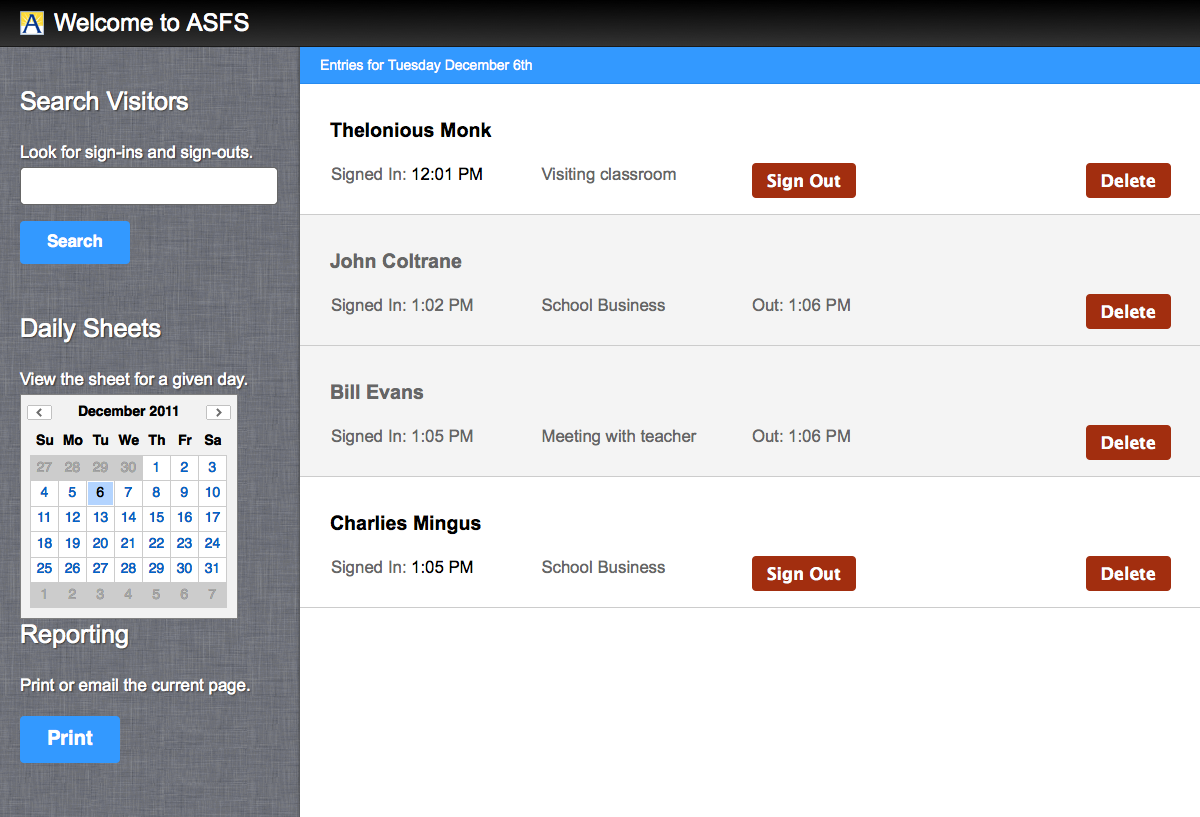 A Welcome to ASFS
Search Visitors
Look for sign-ins and sign-outs.
Search
Daily Sheets
View the sheet for a given day.
< December 2011 >
Su Mo Tu We Th Fr Sa
27 28 29 30 1 2 3
4 5 6 7 8 9 10
11 12 13 14 15 16 17
18 19 20 21 22 23 24
25 26 27 28 29 30 31
1 2 3 4 5 6 7
Reporting
Print or email the current page.
Print
Entries for Tuesday December 6th
Thelonious Monk
Signed In: 12:01 PM Visiting classroom Sign Out Delete
John Coltrane
Signed In: 1:02 PM School Business Out: 1:06 PM Delete
Bill Evans
Signed In: 1:05 PM Meeting with teacher Out: 1:06 PM Delete
Charlies Mingus
Signed In: 1:05 PM School Business Sign Out Delete